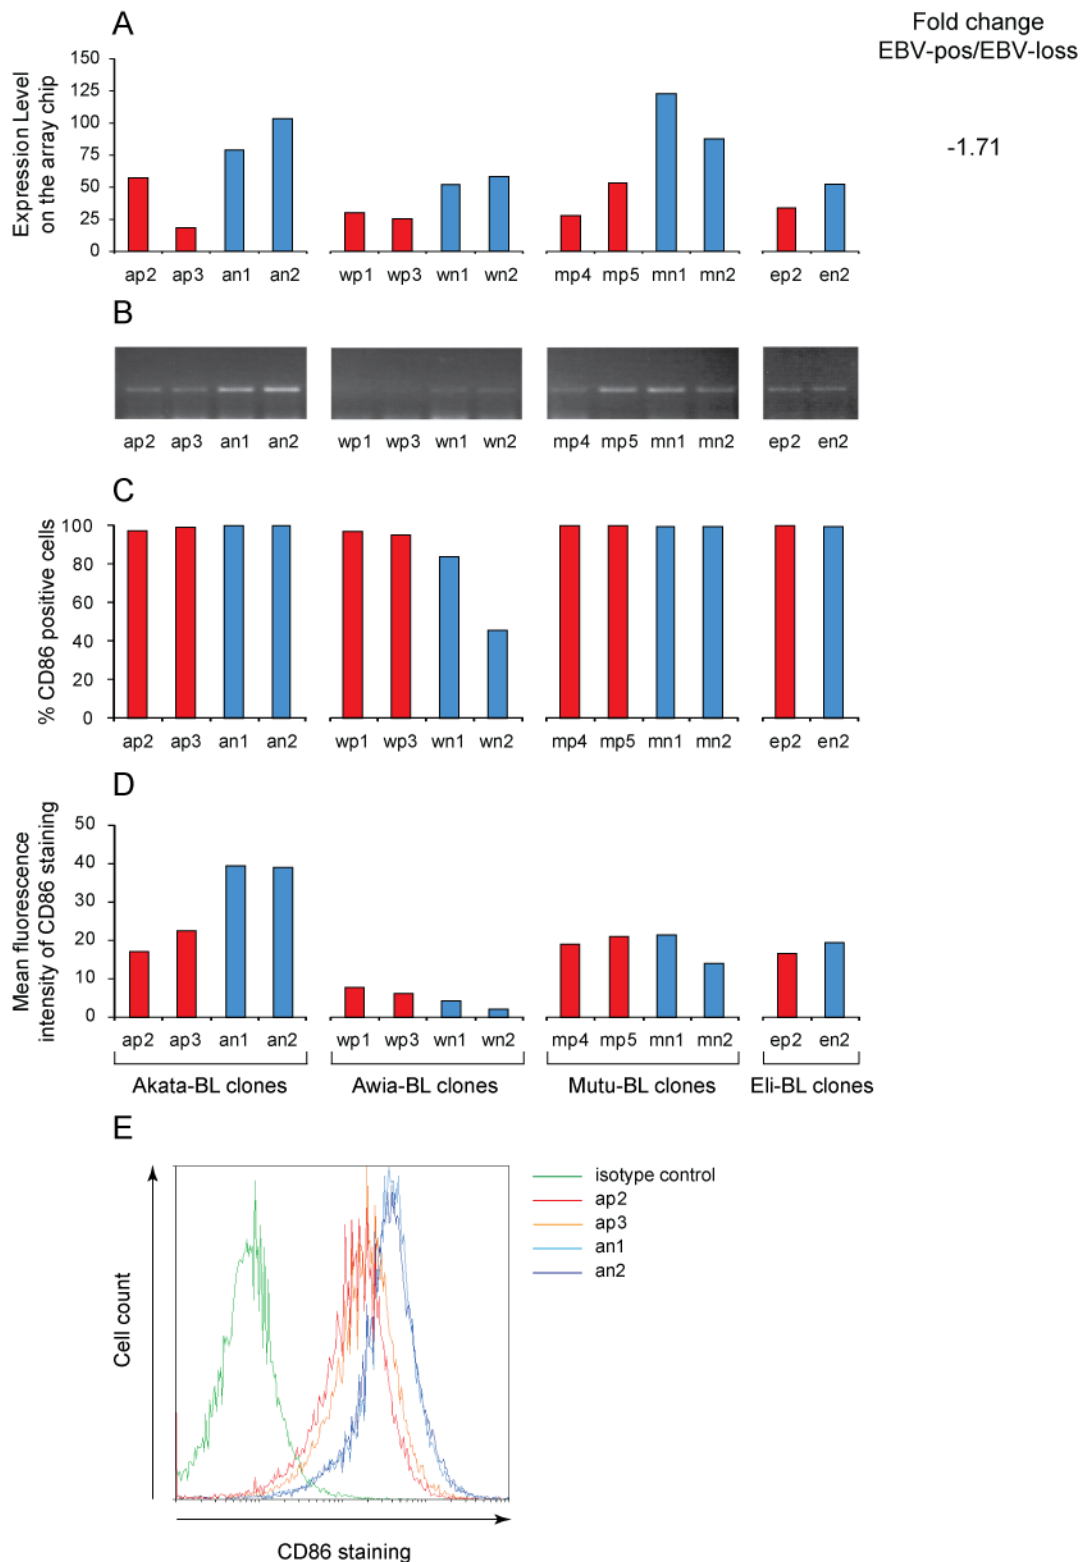 A
Fold change
EBV-pos/EBV-loss
-1.71
Expression Level
on the array chip
150
125
100
75
50
25
0
ap2 ap3 an1 an2 wp1 wp3 wn1 wn2 mp4 mp5 mn1 mn2 ep2 en2
B
ap2 ap3 an1 an2 wp1 wp3 wn1 wn2 mp4 mp5 mn1 mn2 ep2 en2
C
% CD86 positive cells
100
80
60
40
20
0
ap2 ap3 an1 an2 wp1 wp3 wn1 wn2 mp4 mp5 mn1 mn2 ep2 en2
D
Mean fluorescence
intensity of CD86 staining
50
40
30
20
10
0
ap2 ap3 an1 an2 wp1 wp3 wn1 wn2 mp4 mp5 mn1 mn2 ep2 en2
Akata-BL clones Awia-BL clones Mutu-BL clones Eli-BL clones
E
Cell count
isotype control
ap2
ap3
an1
an2
CD86 staining